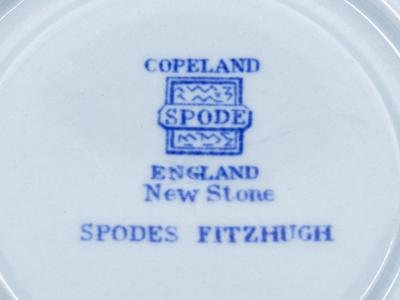 COPELAND
SPODE
ENGLAND
New Stone
SPODES FITZHUGH